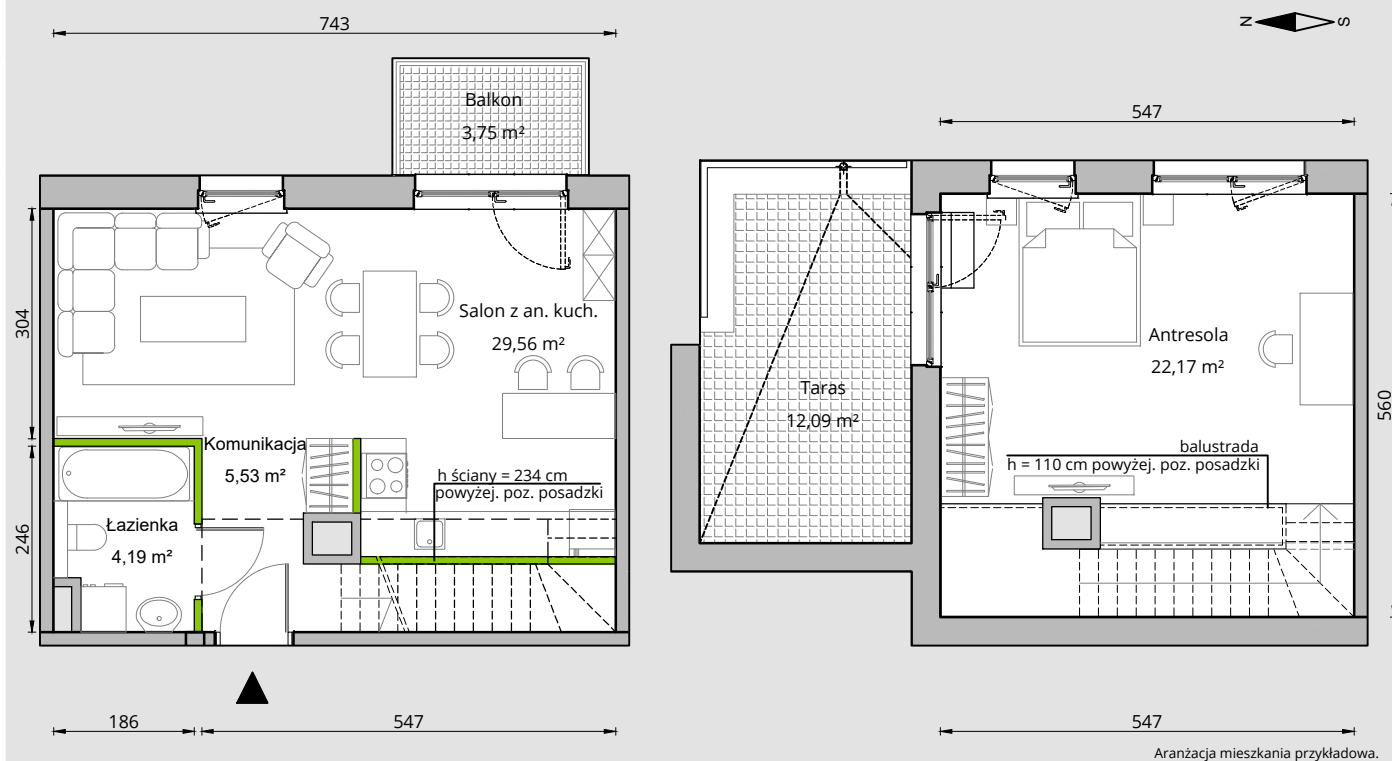 743
N S
Balkon
3,75 m²
547
304
Salon z an. kuch.
29,56 m²
Antresola
22,17 m²
Taras
12,09 m²
560
Komunikacja
5,53 m²
h ściany = 234 cm
powyżej. poz. posadzki
balustrada
h = 110 cm powyżej. poz. posadzki
246
Łazienka
4,19 m²
186
547
547
Aranżacja mieszkania przykładowa.